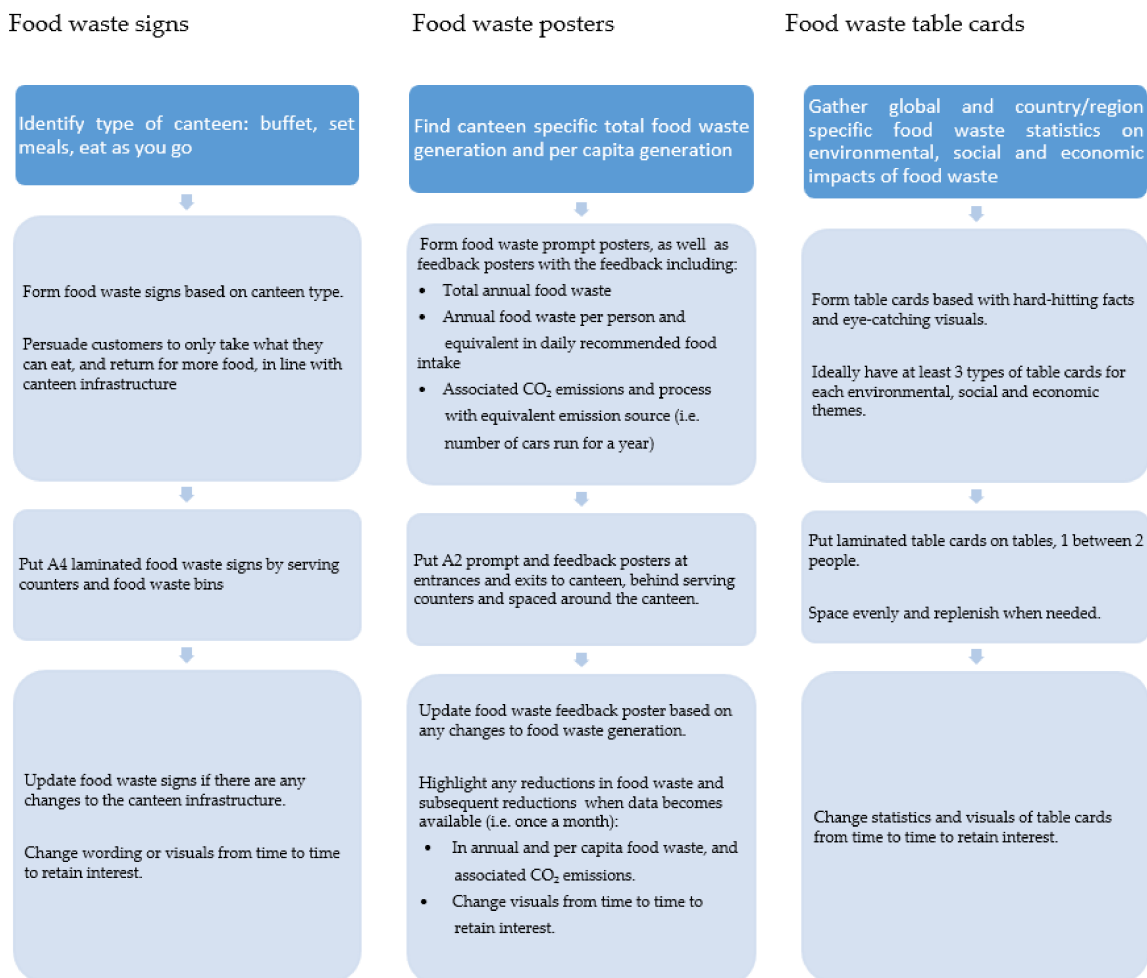 Food waste signs
Identify type of canteen: buffet, set
meals, eat as you go
Form food waste signs based on canteen type.
Persuade customers to only take what they
can eat, and return for more food, in line with
canteen infrastructure
Put A4 laminated food waste signs by serving
counters and food waste bins
Update food waste signs if there are any
changes to the canteen infrastructure.
Change wording or visuals from time to time
to retain interest.
Food waste posters
Find canteen specific total food waste
generation and per capita generation
Form food waste prompt posters, as well as
feedback posters with the feedback including:
• Total annual food waste
• Annual food waste per person and
equivalent in daily recommended food
intake
• Associated CO₂ emissions and process
with equivalent emission source (i.e.
number of cars run for a year)
Put A2 prompt and feedback posters at
entrances and exits to canteen, behind serving
counters and spaced around the canteen.
Update food waste feedback poster based on
any changes to food waste generation.
Highlight any reductions in food waste and
subsequent reductions when data becomes
available (i.e. once a month):
• In annual and per capita food waste, and
associated CO₂ emissions.
• Change visuals from time to time to
retain interest.
Food waste table cards
Gather global and country/region
specific food waste statistics on
environmental, social and economic
impacts of food waste
Form table cards based with hard-hitting facts
and eye-catching visuals.
Ideally have at least 3 types of table cards for
each environmental, social and economic
themes.
Put laminated table cards on tables, 1 between 2
people.
Space evenly and replenish when needed.
Change statistics and visuals of table cards
from time to time to retain interest.